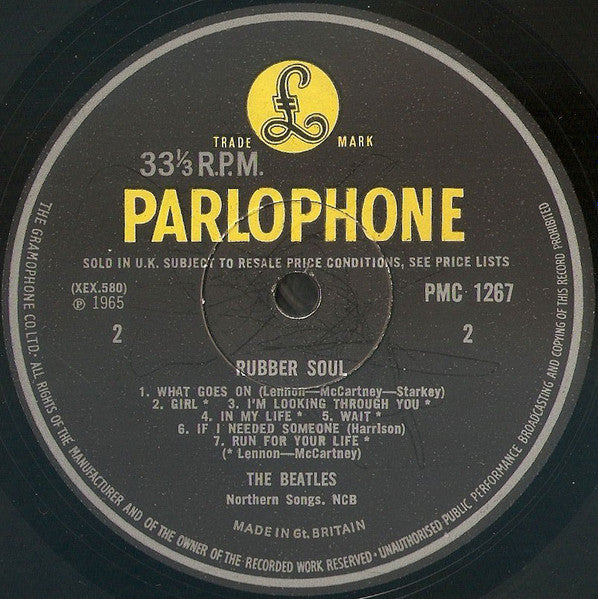 £
TRADE MARK
33⅓ R.P.M.
PARLOPHONE
SOLD IN U.K. SUBJECT TO RESALE PRICE CONDITIONS, SEE PRICE LISTS
(XEX.580) PMC 1267
℗ 1965
2 2
RUBBER SOUL
1. WHAT GOES ON (Lennon—McCartney—Starkey)
2. GIRL * 3. I'M LOOKING THROUGH YOU *
4. IN MY LIFE * 5. WAIT *
6. IF I NEEDED SOMEONE (Harrison)
7. RUN FOR YOUR LIFE *
(* Lennon—McCartney)
THE BEATLES
Northern Songs. NCB
MADE IN Gt. BRITAIN
THE GRAMOPHONE CO. LTD. · ALL RIGHTS OF THE MANUFACTURER AND OF THE OWNER OF THE RECORDED WORK RESERVED · UNAUTHORISED PUBLIC PERFORMANCE BROADCASTING AND COPYING OF THIS RECORD PROHIBITED